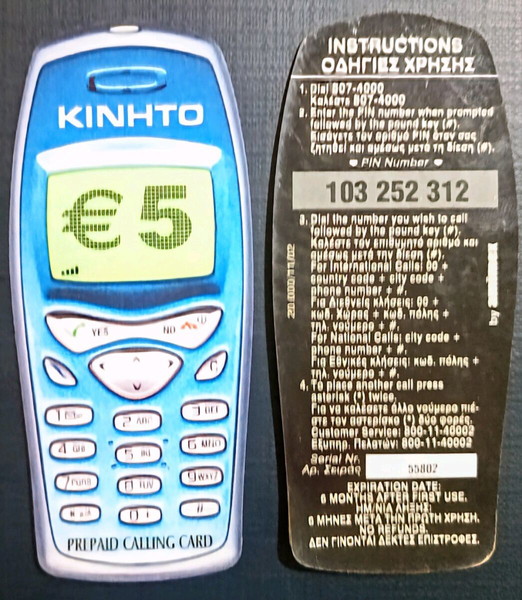 KINHTO
€5
YES
NO
C
1
2 ABC
3 DEF
4 GHI
5 JKL
6 MNO
7 PQRS
8 TUV
9 WXYZ
*
0
#
PREPAID CALLING CARD
INSTRUCTIONS
ΟΔΗΓΙΕΣ ΧΡΗΣΗΣ
1. Dial 807-4000
Καλέστε 807-4000
2. Enter the PIN number when prompted
followed by the pound key (#).
Εισάγετε τον αριθμό PIN όταν σας
ζητηθεί και αμέσως μετά τη δίεση (#).
PIN Number
103 252 312
3. Dial the number you wish to call
followed by the pound key (#).
Καλέστε τον επιθυμητό αριθμό και
αμέσως μετά την δίεση (#).
For International Calls: 00 +
country code + city code +
phone number + #.
Για Διεθνείς κλήσεις: 00 +
κωδ. Χώρας + κωδ. πόλης +
τηλ. νούμερο + #.
For National Calls: city code +
phone number + #.
Για Εθνικές κλήσεις: κωδ. πόλης +
τηλ. νούμερο + #.
4. To place another call press
asterisk (*) twice.
Για να καλέσετε άλλο νούμερο πιέ-
στε τον αστερίσκο (*) δύο φορές.
Customer Service: 800-11-40002
Εξυπηρ. Πελατών: 800-11-40002
Serial Nr.
Αρ. Σειράς 55802
EXPIRATION DATE:
6 MONTHS AFTER FIRST USE.
ΗΜ/ΝΙΑ ΛΗΞΗΣ:
6 ΜΗΝΕΣ ΜΕΤΑ ΤΗΝ ΠΡΩΤΗ ΧΡΗΣΗ.
NO REFUNDS.
ΔΕΝ ΓΙΝΟΝΤΑΙ ΔΕΚΤΕΣ ΕΠΙΣΤΡΟΦΕΣ.
20.000/11/02
by